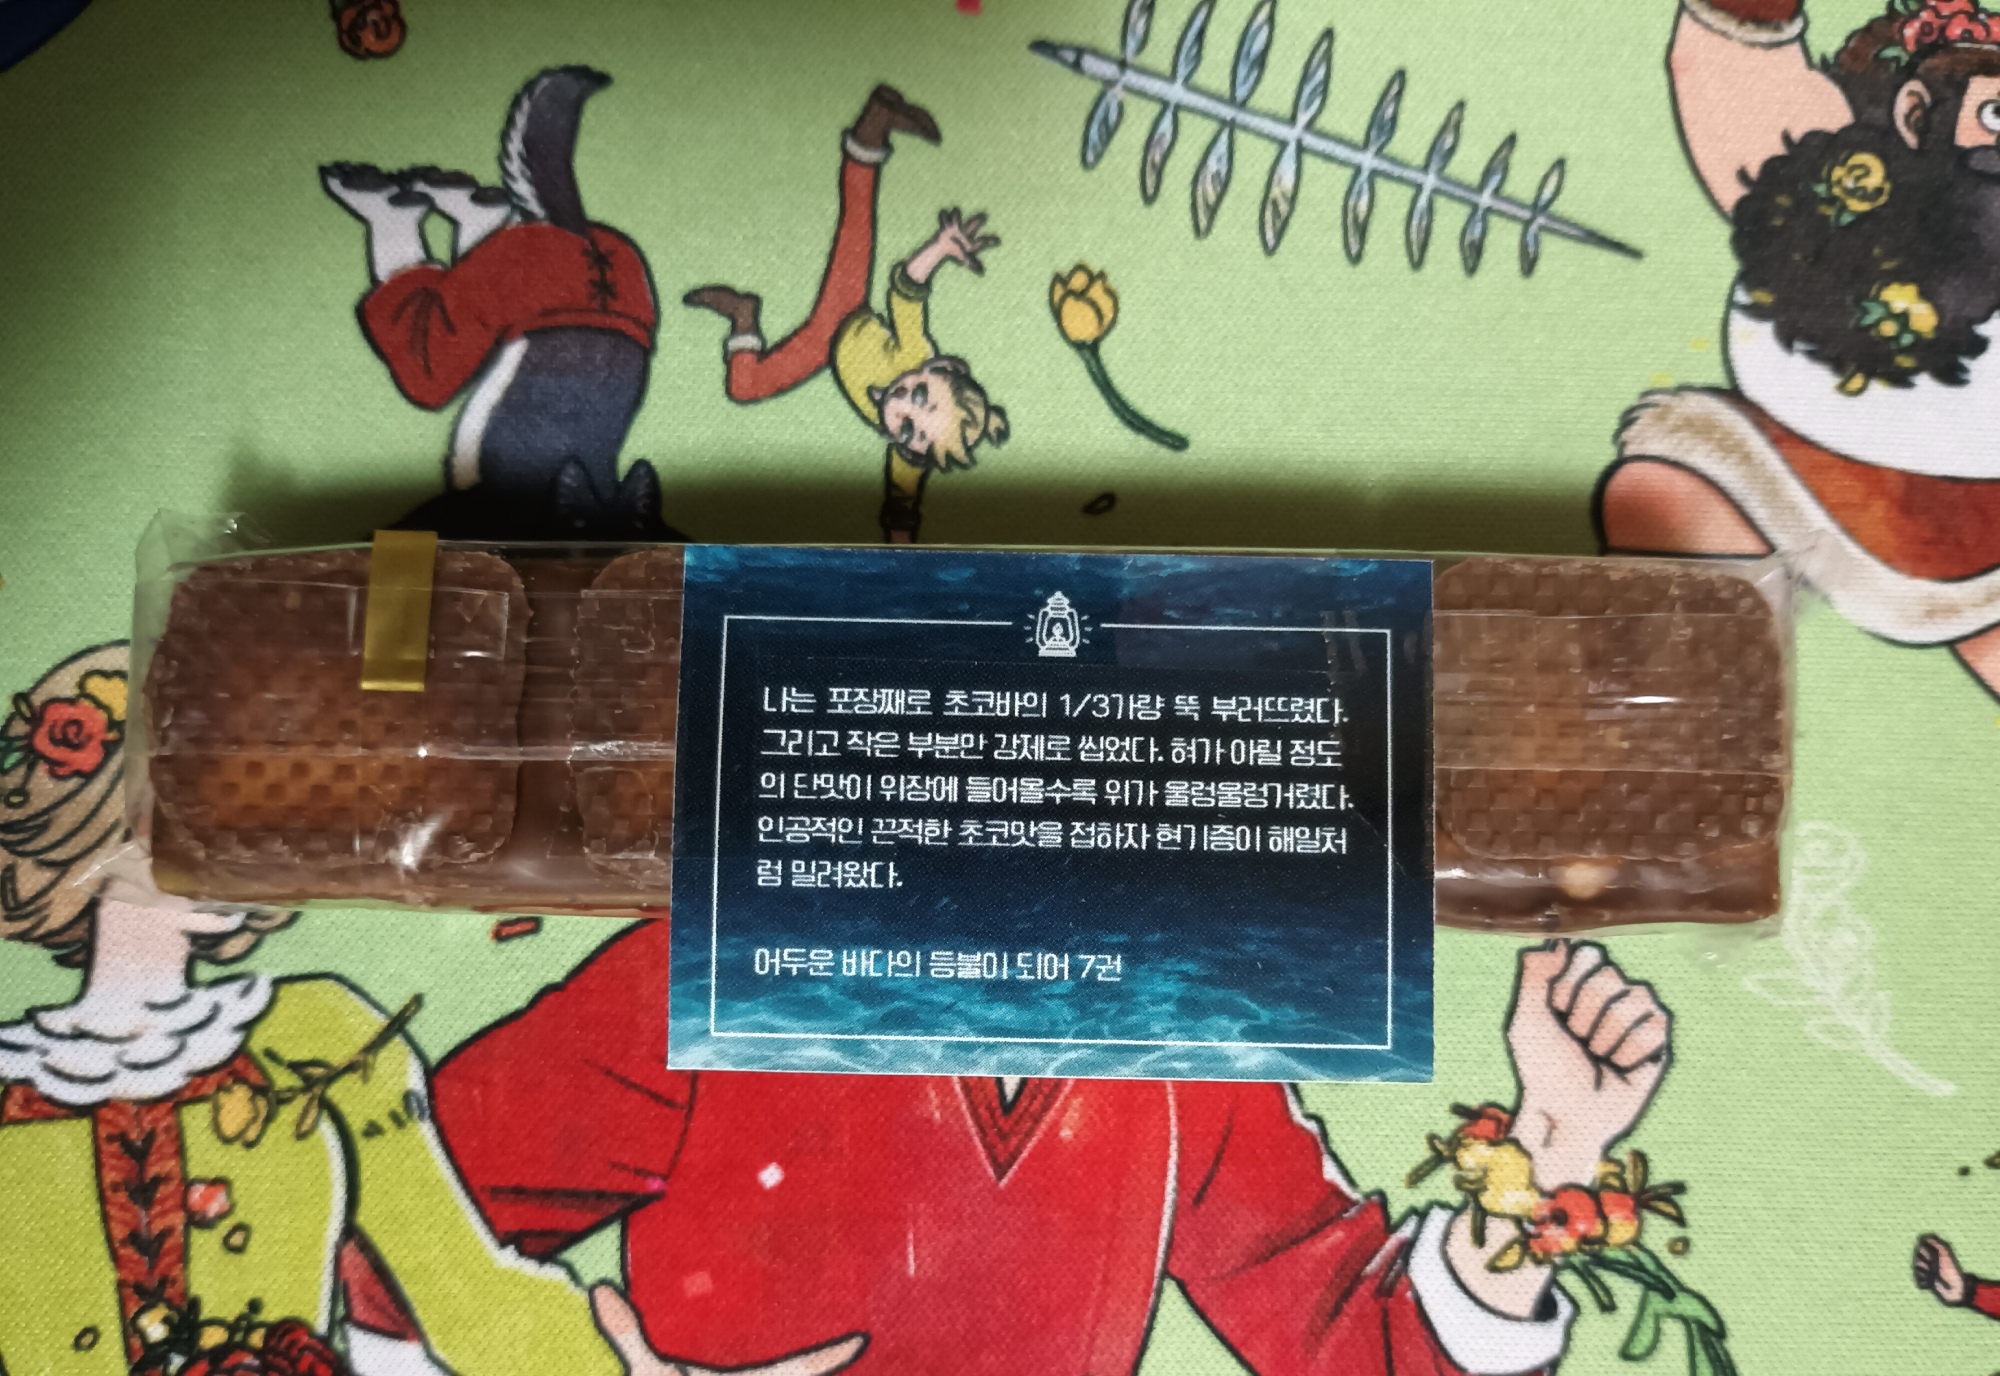 나는 포장째로 초코바의 1/3가량 뚝 부러뜨렸다.
그리고 작은 부분만 강제로 씹었다. 혀가 아릴 정도
의 단맛이 위장에 들어올수록 위가 울렁울렁거렸다.
인공적인 끈적한 초코맛을 접하자 현기증이 해일처
럼 밀려왔다.
어두운 바다의 등불이 되어 7권